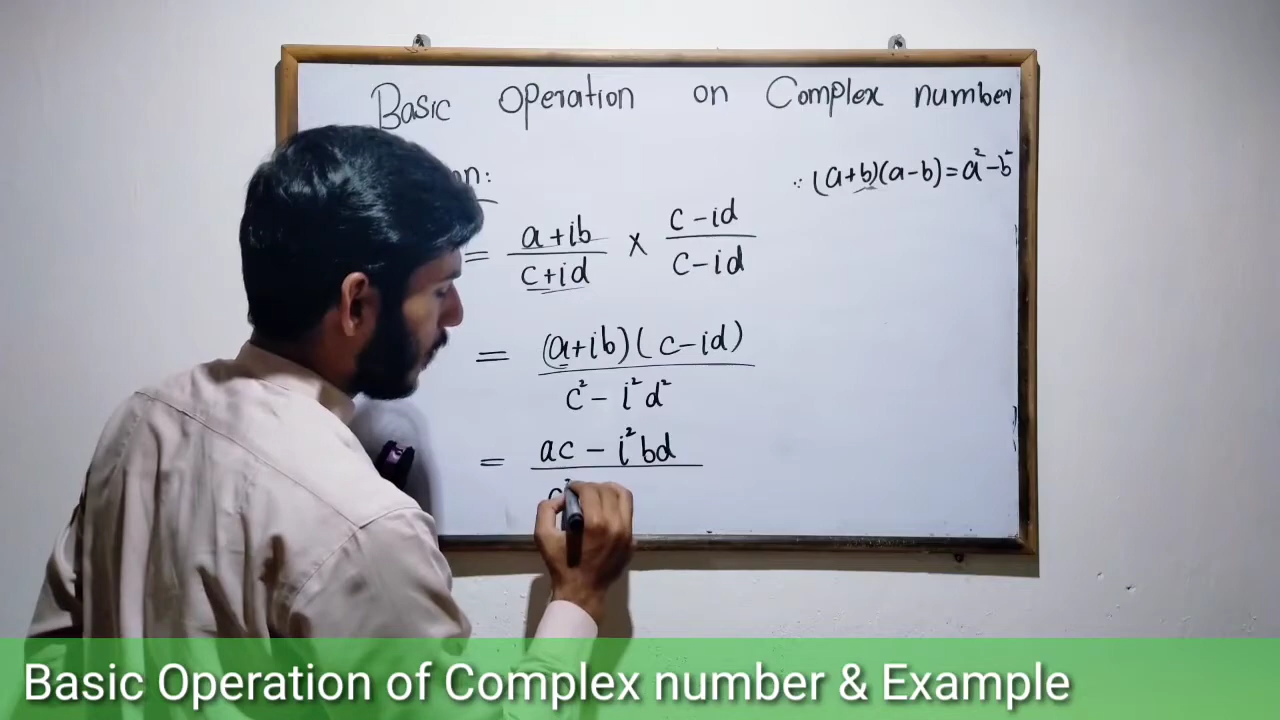 Basic Operation on Complex number
∵ (a+b)(a-b)=a²-b²
= a+ib / c+id × c-id / c-id
= (a+ib)(c-id) / c²-i²d²
= ac-i²bd / c²
Basic Operation of Complex number & Example